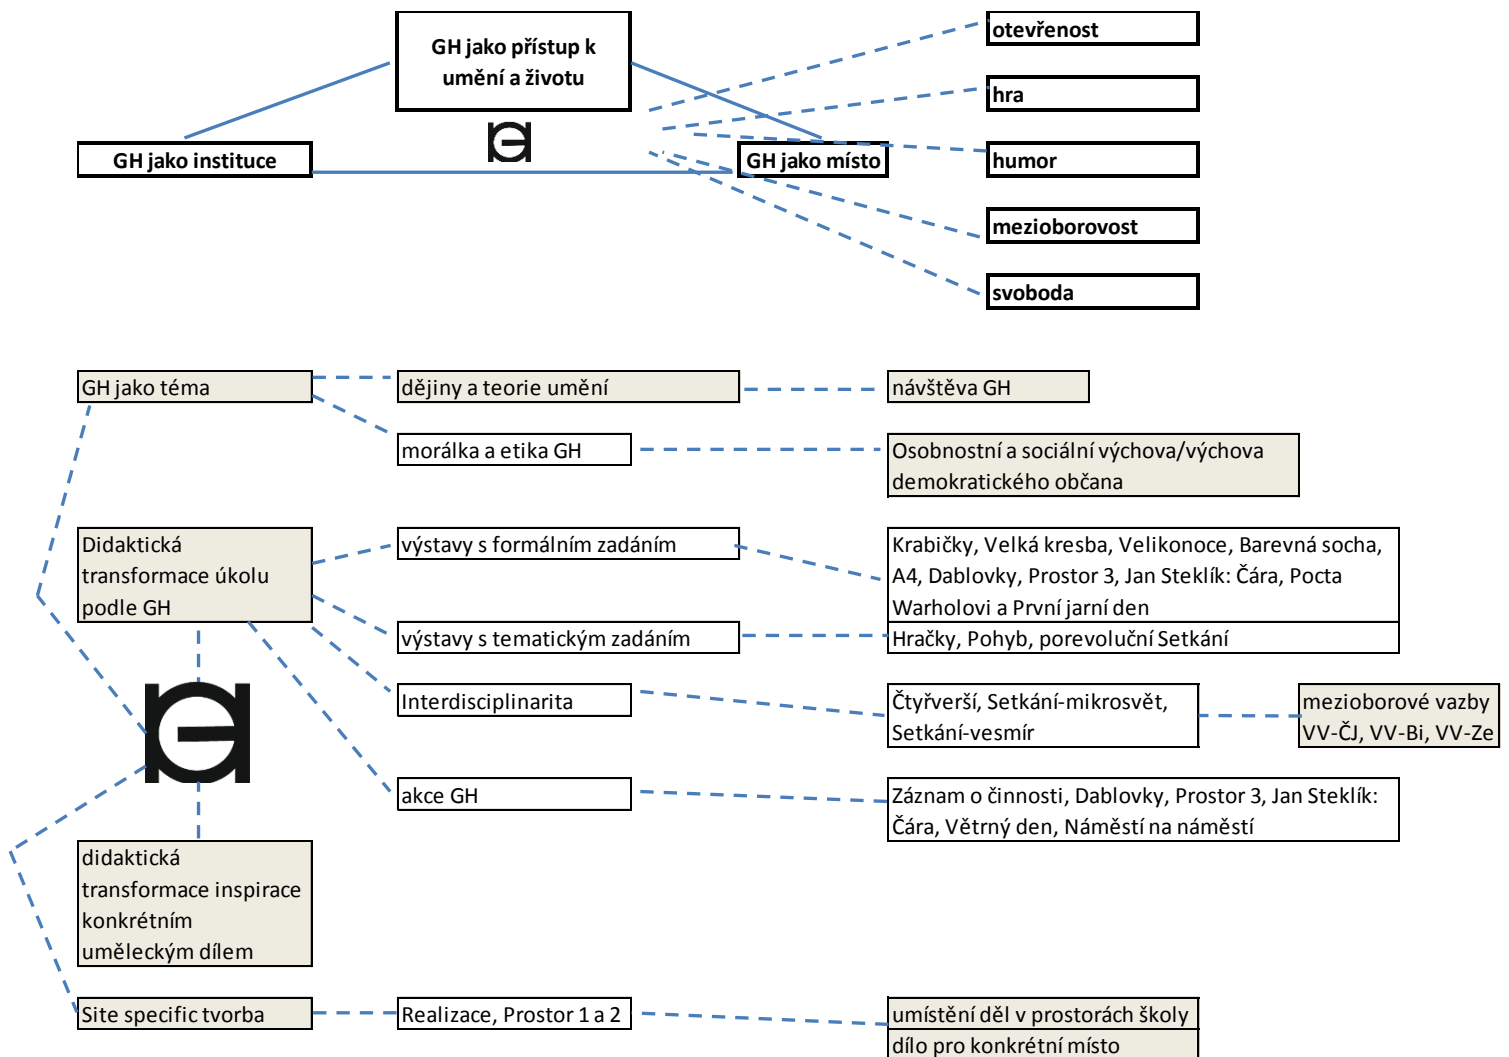 GH jako přístup k
umění a životu
otevřenost
hra
GH jako instituce
GH jako místo
humor
mezioborovost
svoboda
GH jako téma
dějiny a teorie umění
návštěva GH
morálka a etika GH
Osobnostní a sociální výchova/výchova
demokratického občana
Didaktická
transformace úkolu
podle GH
výstavy s formálním zadáním
Krabičky, Velká kresba, Velikonoce, Barevná socha,
A4, Dablovky, Prostor 3, Jan Steklík: Čára, Pocta
Warholovi a První jarní den
výstavy s tematickým zadáním
Hračky, Pohyb, porevoluční Setkání
Interdisciplinarita
Čtyřverší, Setkání-mikrosvět,
Setkání-vesmír
mezioborové vazby
VV-ČJ, VV-Bi, VV-Ze
akce GH
Záznam o činnosti, Dablovky, Prostor 3, Jan Steklík:
Čára, Větrný den, Náměstí na náměstí
didaktická
transformace inspirace
konkrétním
uměleckým dílem
Site specific tvorba
Realizace, Prostor 1 a 2
umístění děl v prostorách školy
dílo pro konkrétní místo